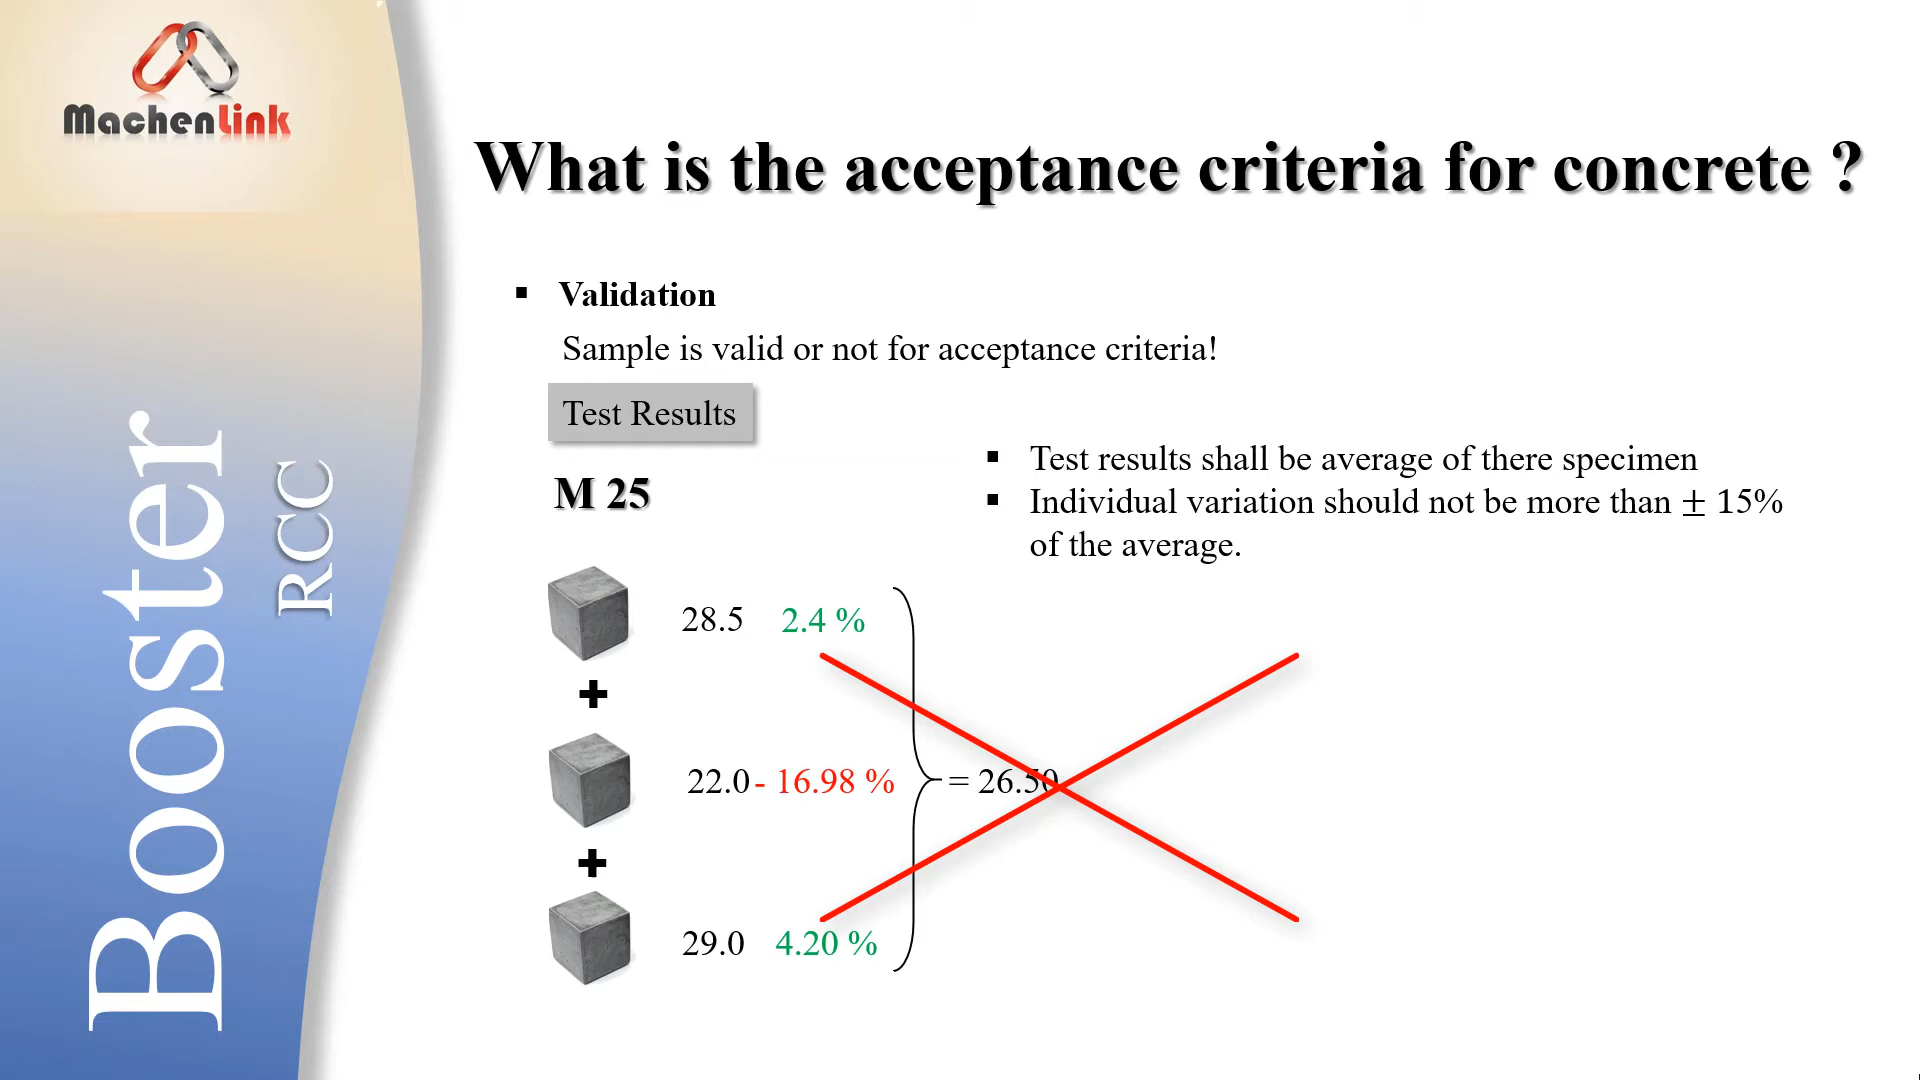 MachenLink
What is the acceptance criteria for concrete ?
▪ Validation
Sample is valid or not for acceptance criteria!
Test Results
▪ Test results shall be average of there specimen
▪ Individual variation should not be more than ± 15%
of the average.
M 25
28.5 2.4 %
+
22.0 - 16.98 % = 26.50
+
29.0 4.20 %
Booster
RCC